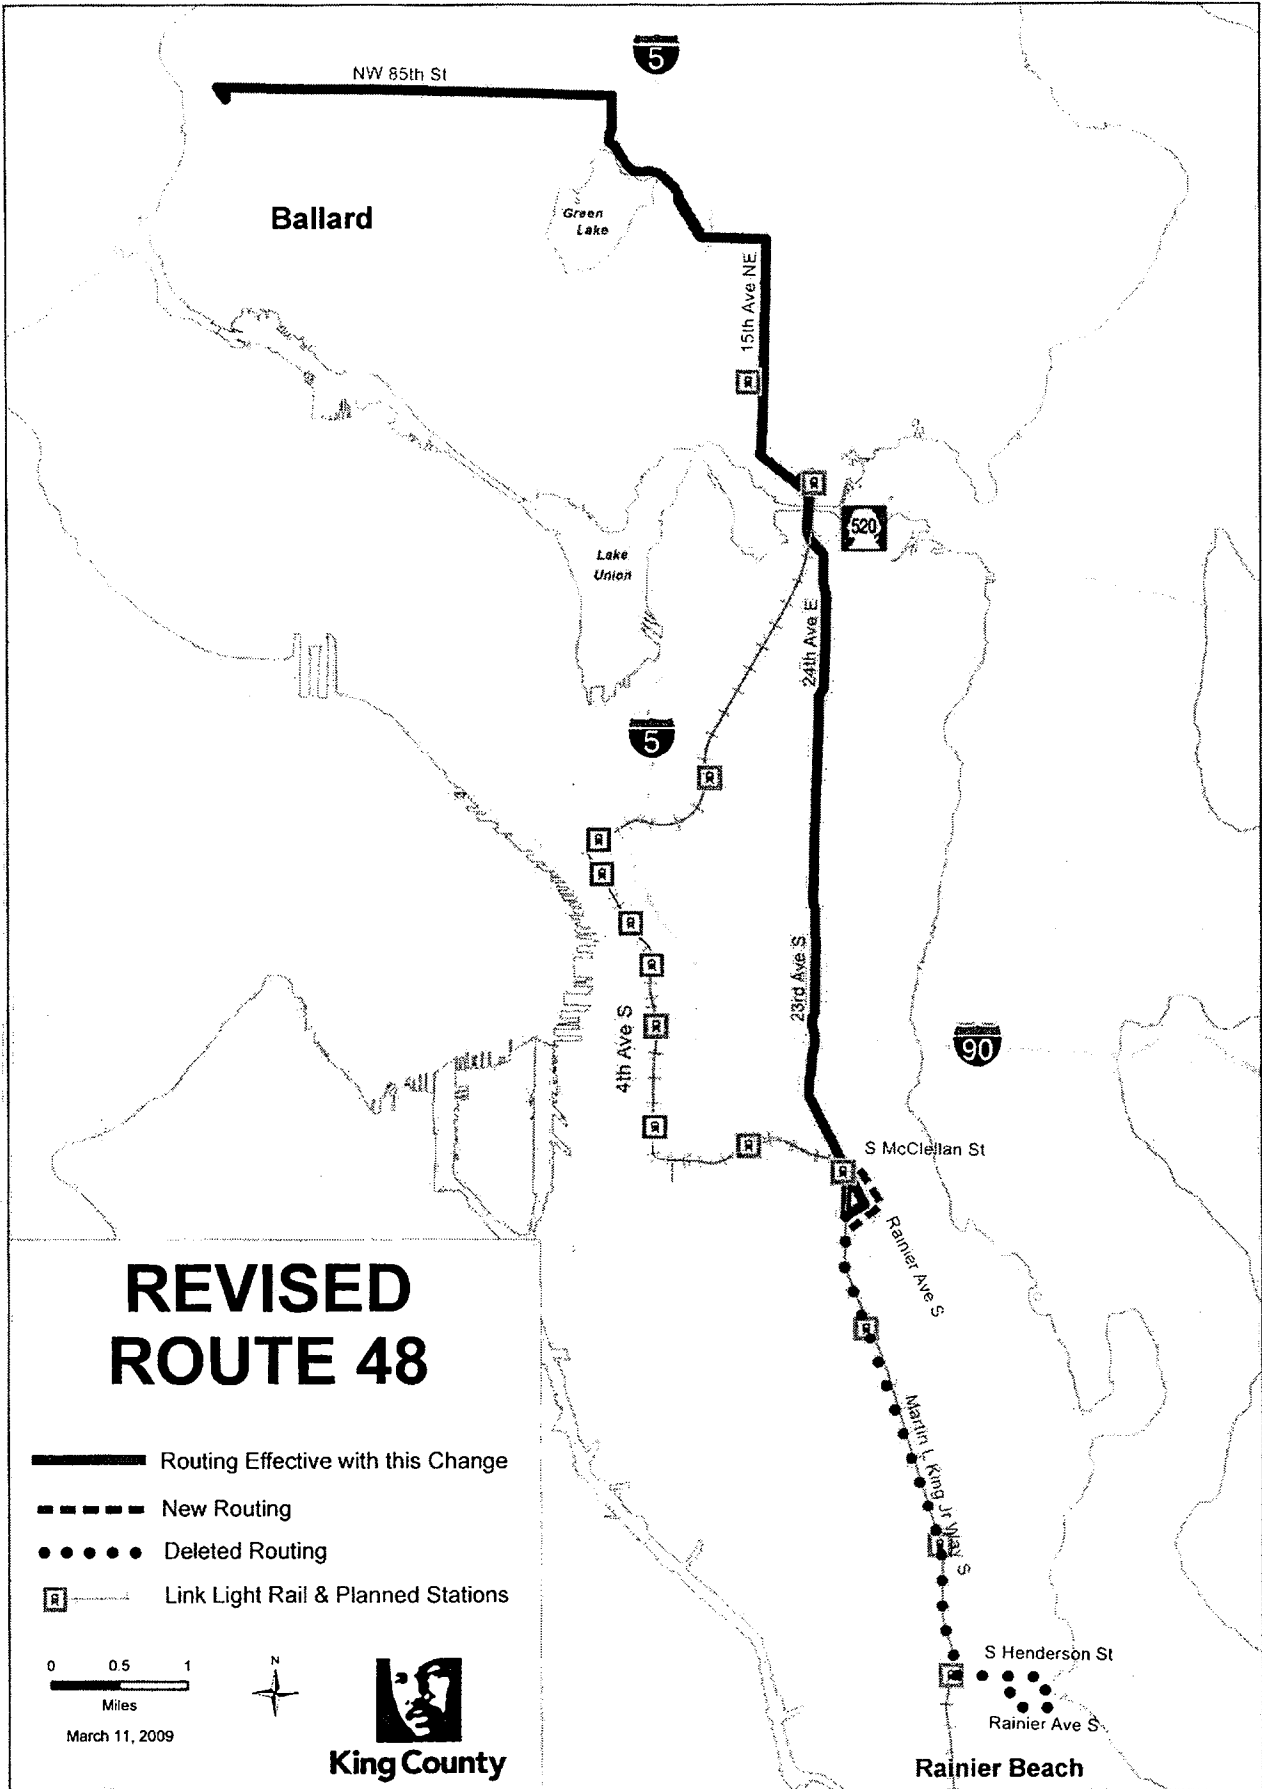 5
NW 85th St
Ballard
Green
Lake
15th Ave NE
520
Lake
Union
24th Ave E
5
23rd Ave S
4th Ave S
90
S McClellan St
Rainier Ave S
REVISED
ROUTE 48
Routing Effective with this Change
New Routing
Deleted Routing
Link Light Rail & Planned Stations
Martin L King Jr Way S
0 0.5 1
Miles
March 11, 2009
N
King County
S Henderson St
Rainier Ave S
Rainier Beach